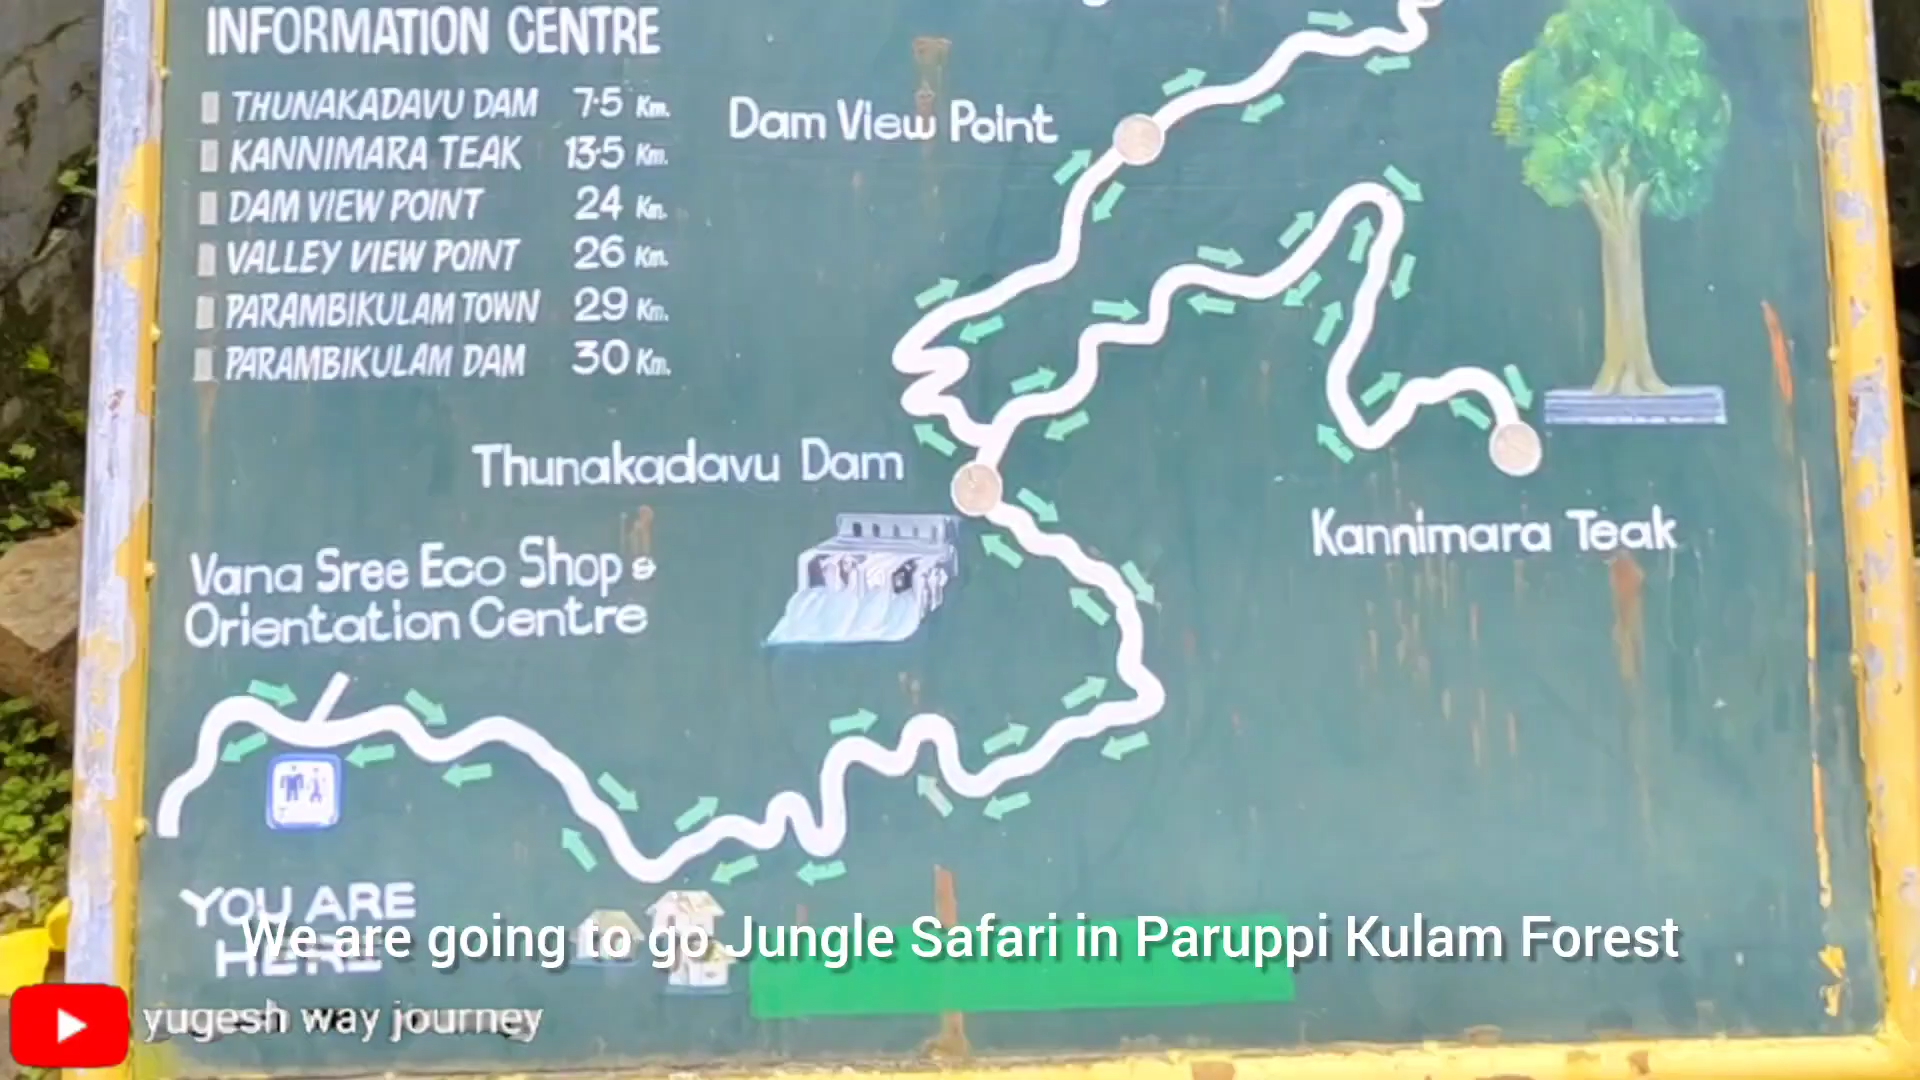 INFORMATION CENTRE
THUNAKADAVU DAM 7.5 Km.
KANNIMARA TEAK 13.5 Km.
DAM VIEW POINT 24 Km.
VALLEY VIEW POINT 26 Km.
PARAMBIKULAM TOWN 29 Km.
PARAMBIKULAM DAM 30 Km.
Dam View Point
Thunakadavu Dam
Kannimara Teak
Vana Sree Eco Shop &
Orientation Centre
YOU ARE
HERE
We are going to go Jungle Safari in Paruppi Kulam Forest
yugesh way journey